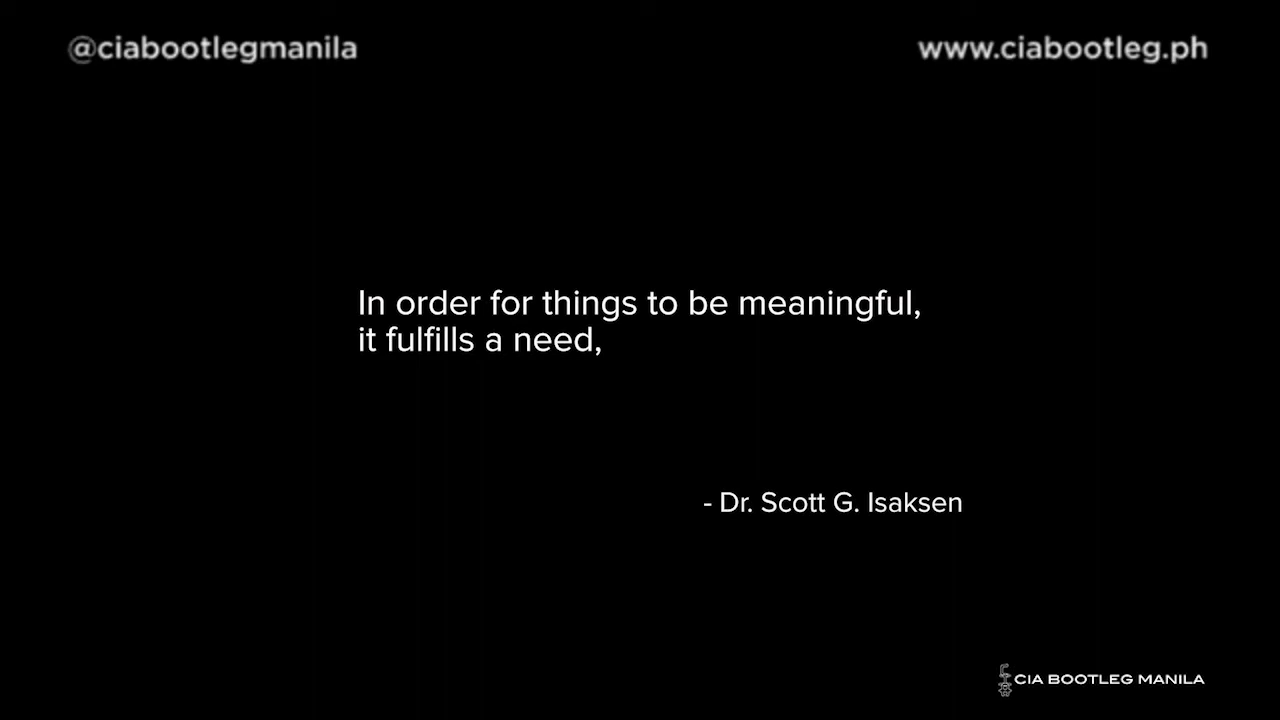 @ciabootlegmanila
www.ciabootleg.ph
In order for things to be meaningful,
it fulfills a need,
- Dr. Scott G. Isaksen
CIA BOOTLEG MANILA